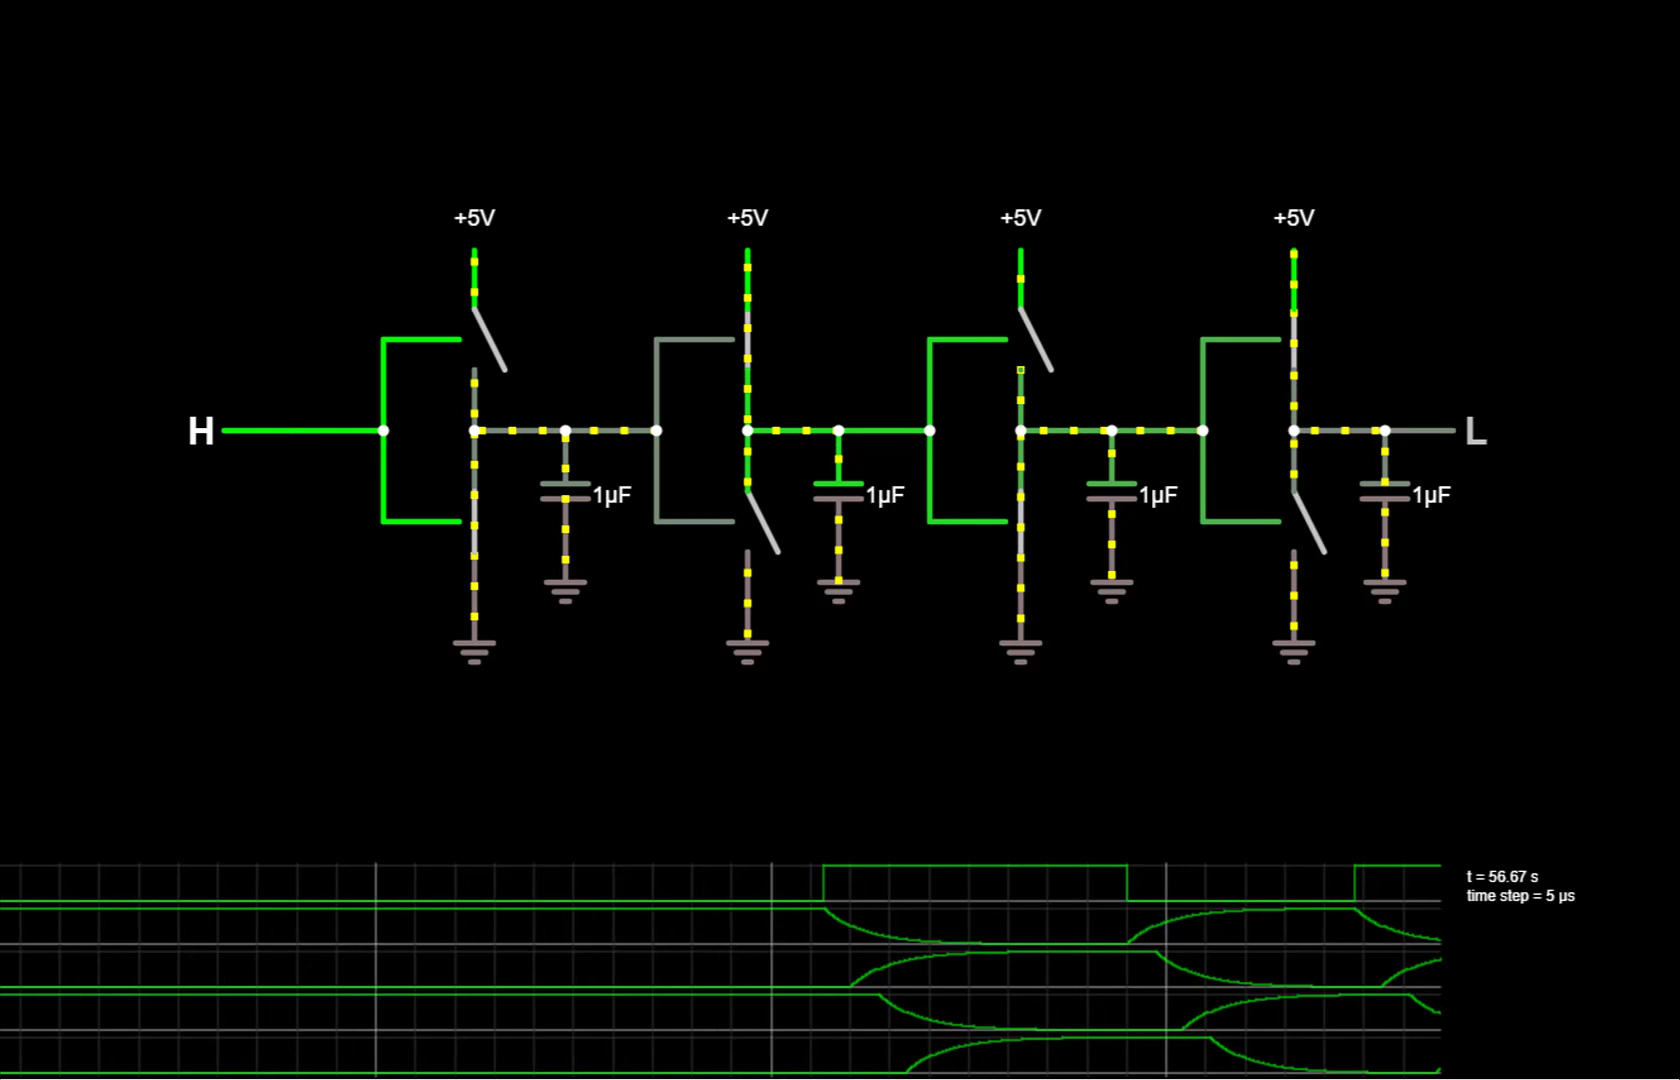 +5V +5V +5V +5V
H L
1µF 1µF 1µF 1µF
t = 56.67 s
time step = 5 µs